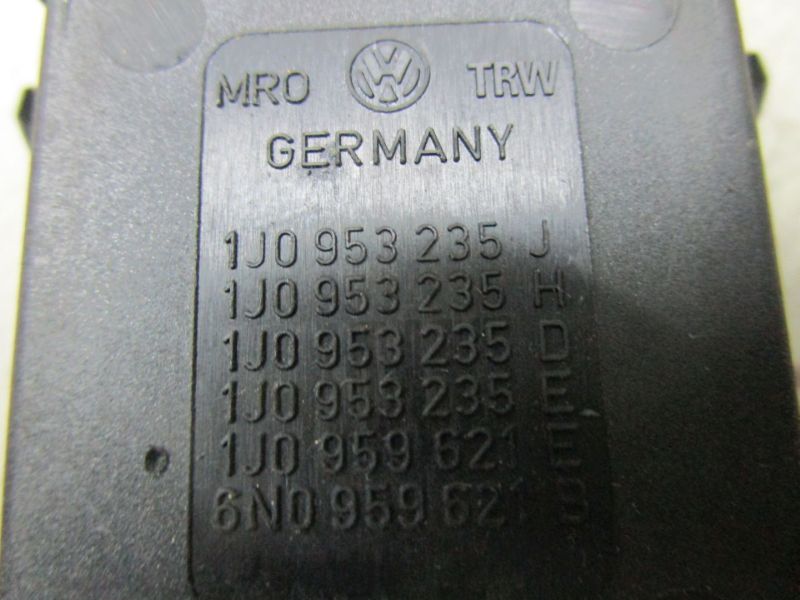 MRO VW TRW
GERMANY
1J0 953 235 J
1J0 953 235 H
1J0 953 235 D
1J0 953 235 E
1J0 959 621 E
6N0 959 621 B